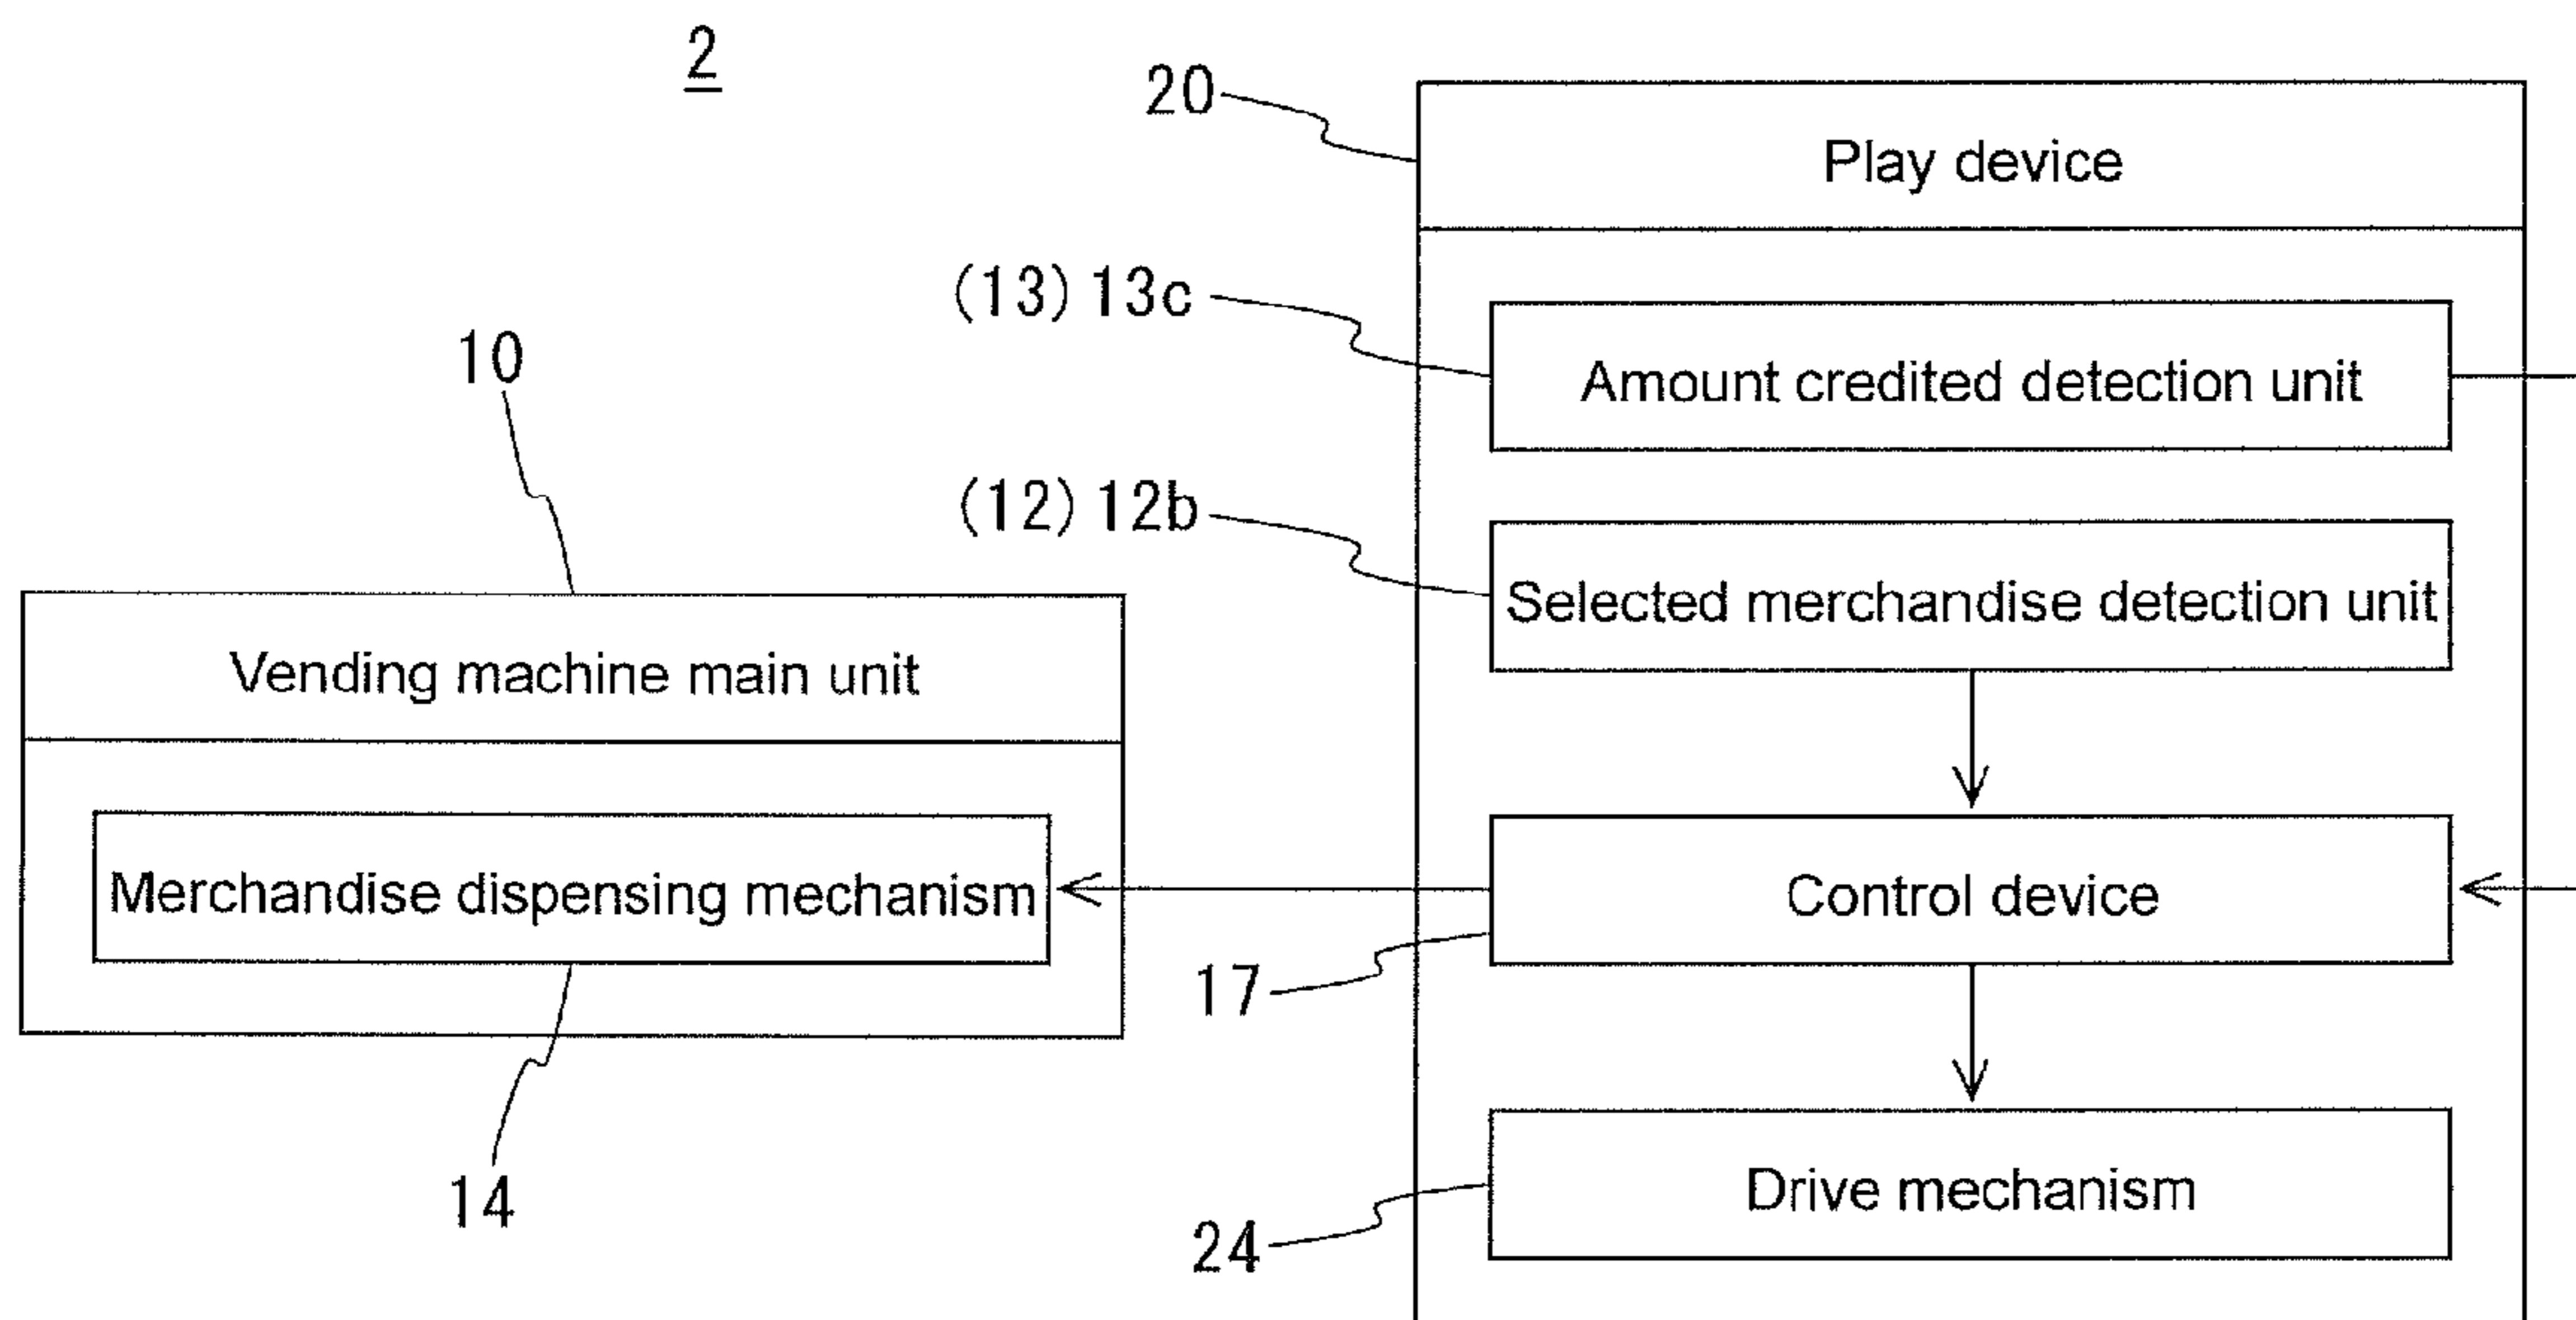 2
20
Play device
(13) 13c
Amount credited detection unit
10
(12) 12b
Selected merchandise detection unit
Vending machine main unit
Merchandise dispensing mechanism
Control device
17
14
Drive mechanism
24